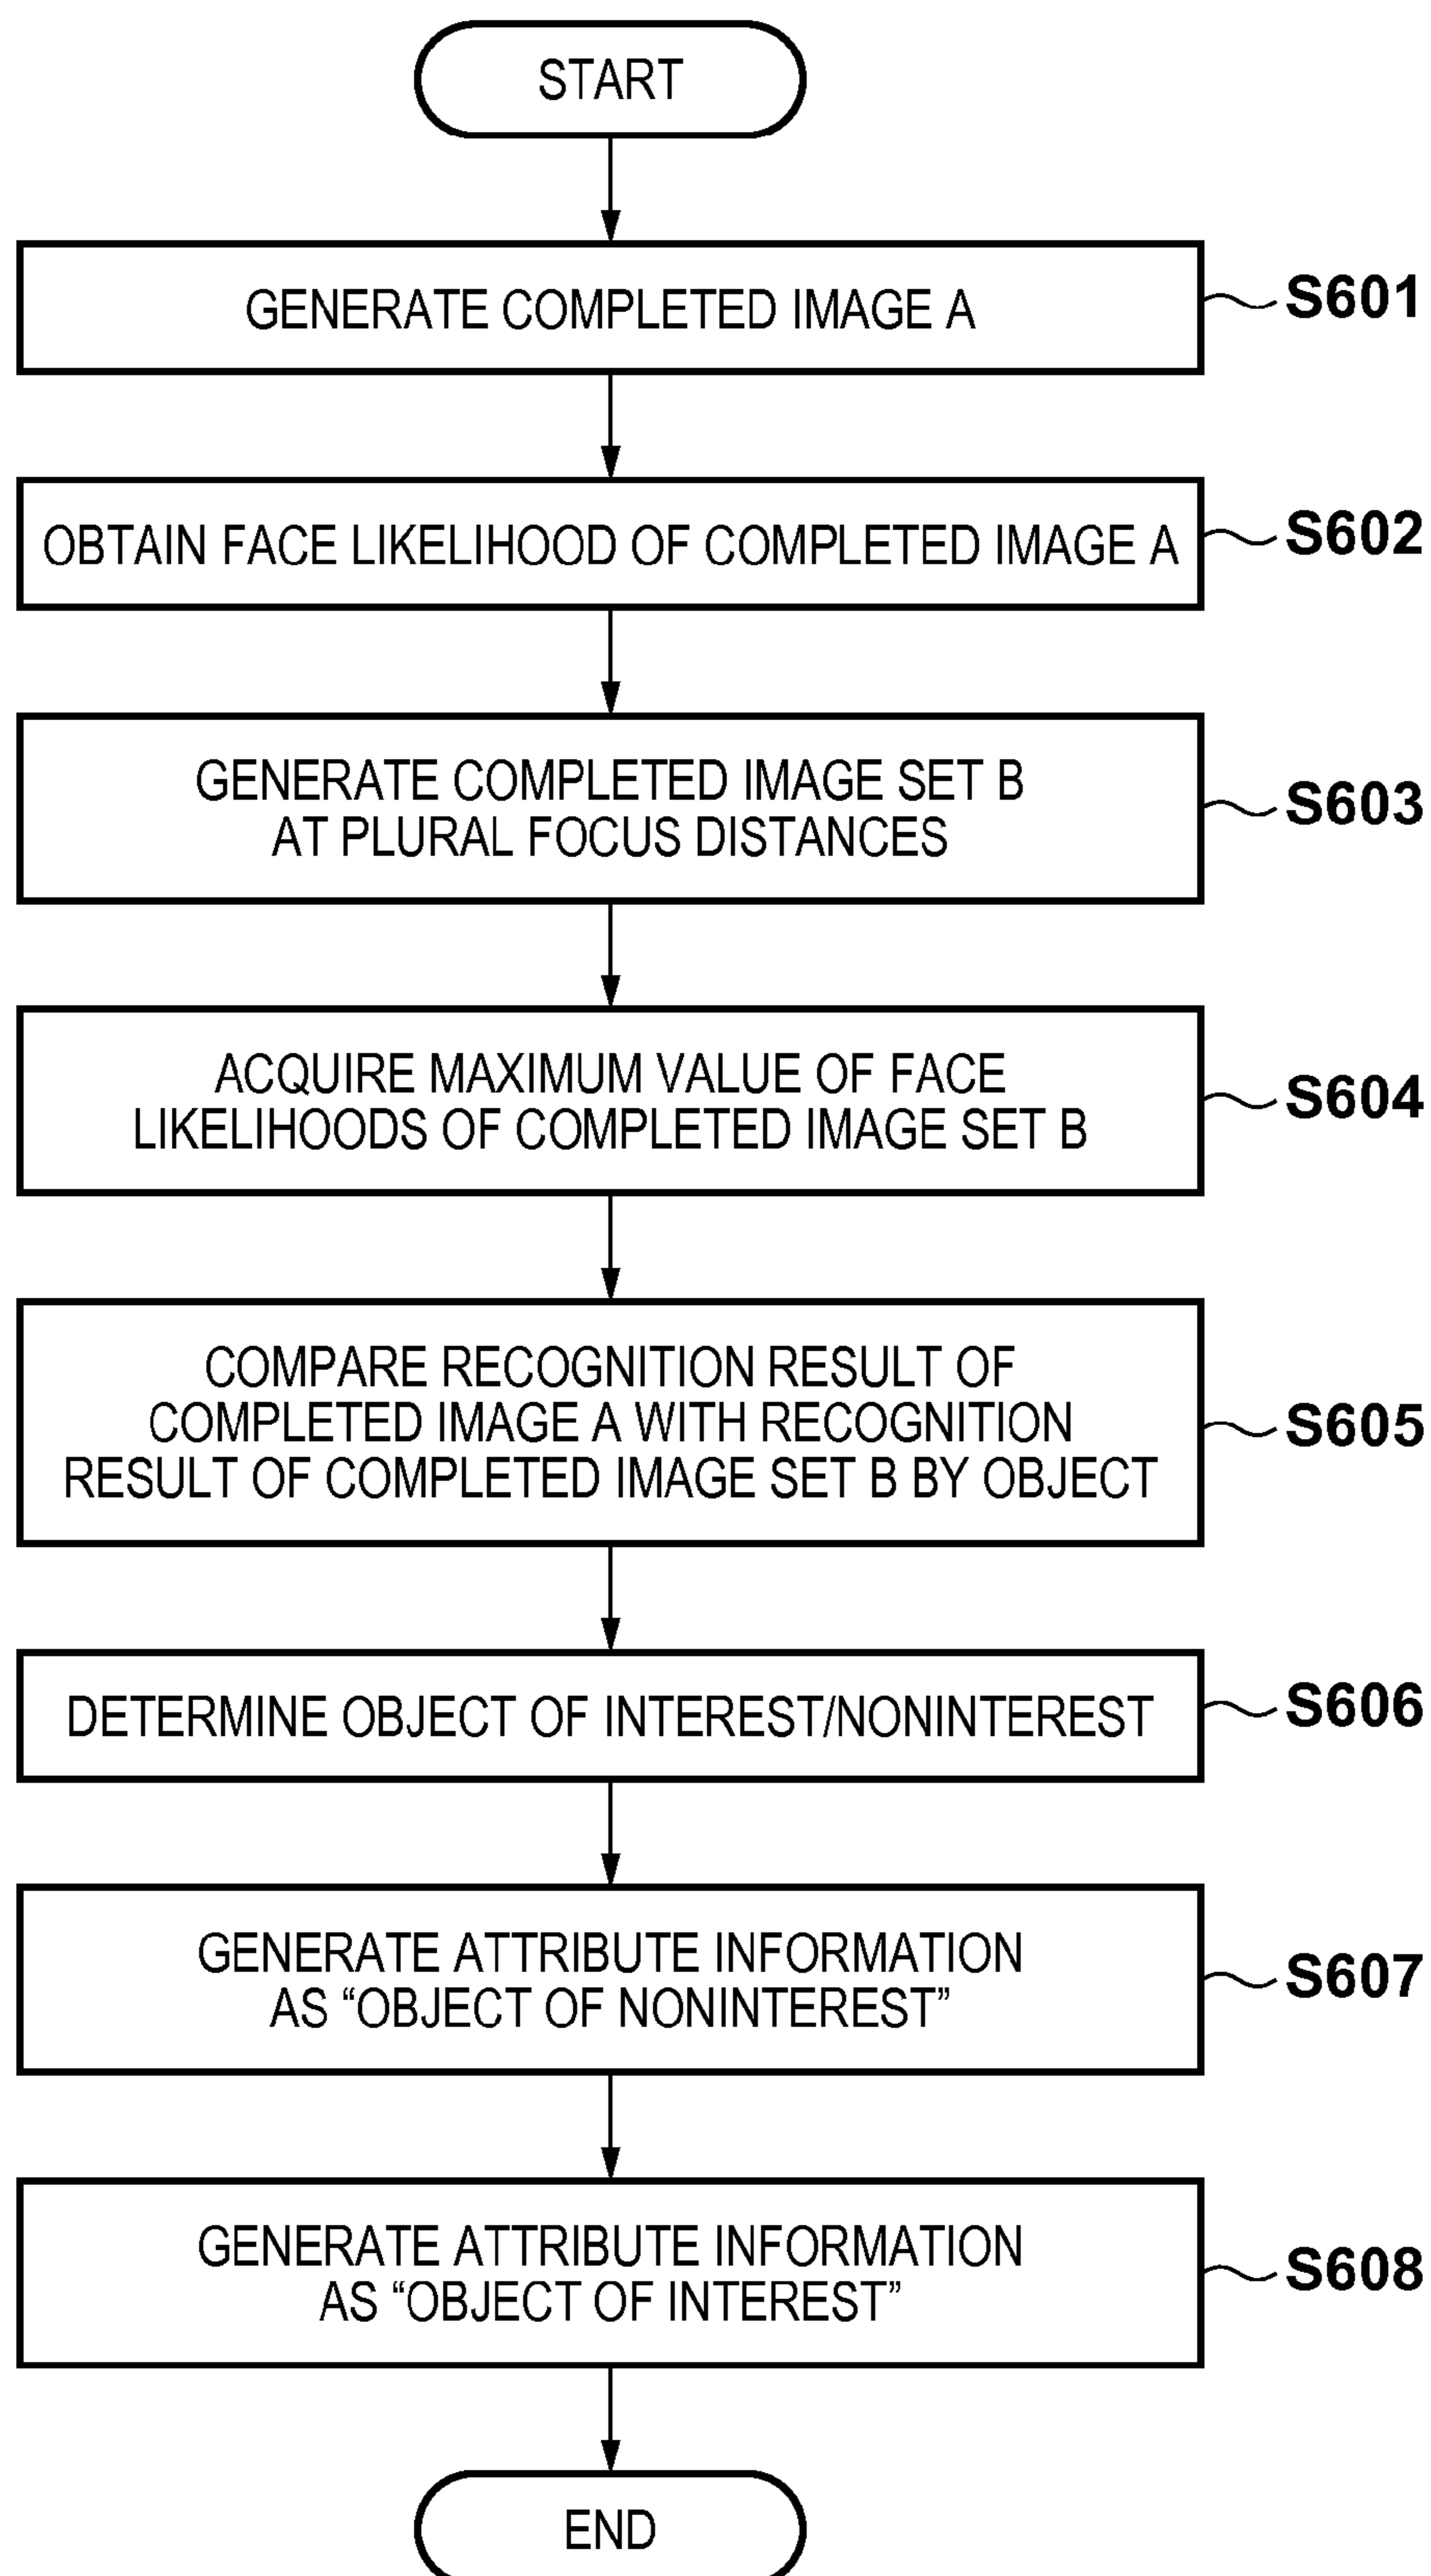 START
GENERATE COMPLETED IMAGE A
S601
OBTAIN FACE LIKELIHOOD OF COMPLETED IMAGE A
S602
GENERATE COMPLETED IMAGE SET B
AT PLURAL FOCUS DISTANCES
S603
ACQUIRE MAXIMUM VALUE OF FACE
LIKELIHOODS OF COMPLETED IMAGE SET B
S604
COMPARE RECOGNITION RESULT OF
COMPLETED IMAGE A WITH RECOGNITION
RESULT OF COMPLETED IMAGE SET B BY OBJECT
S605
DETERMINE OBJECT OF INTEREST/NONINTEREST
S606
GENERATE ATTRIBUTE INFORMATION
AS “OBJECT OF NONINTEREST”
S607
GENERATE ATTRIBUTE INFORMATION
AS “OBJECT OF INTEREST”
S608
END